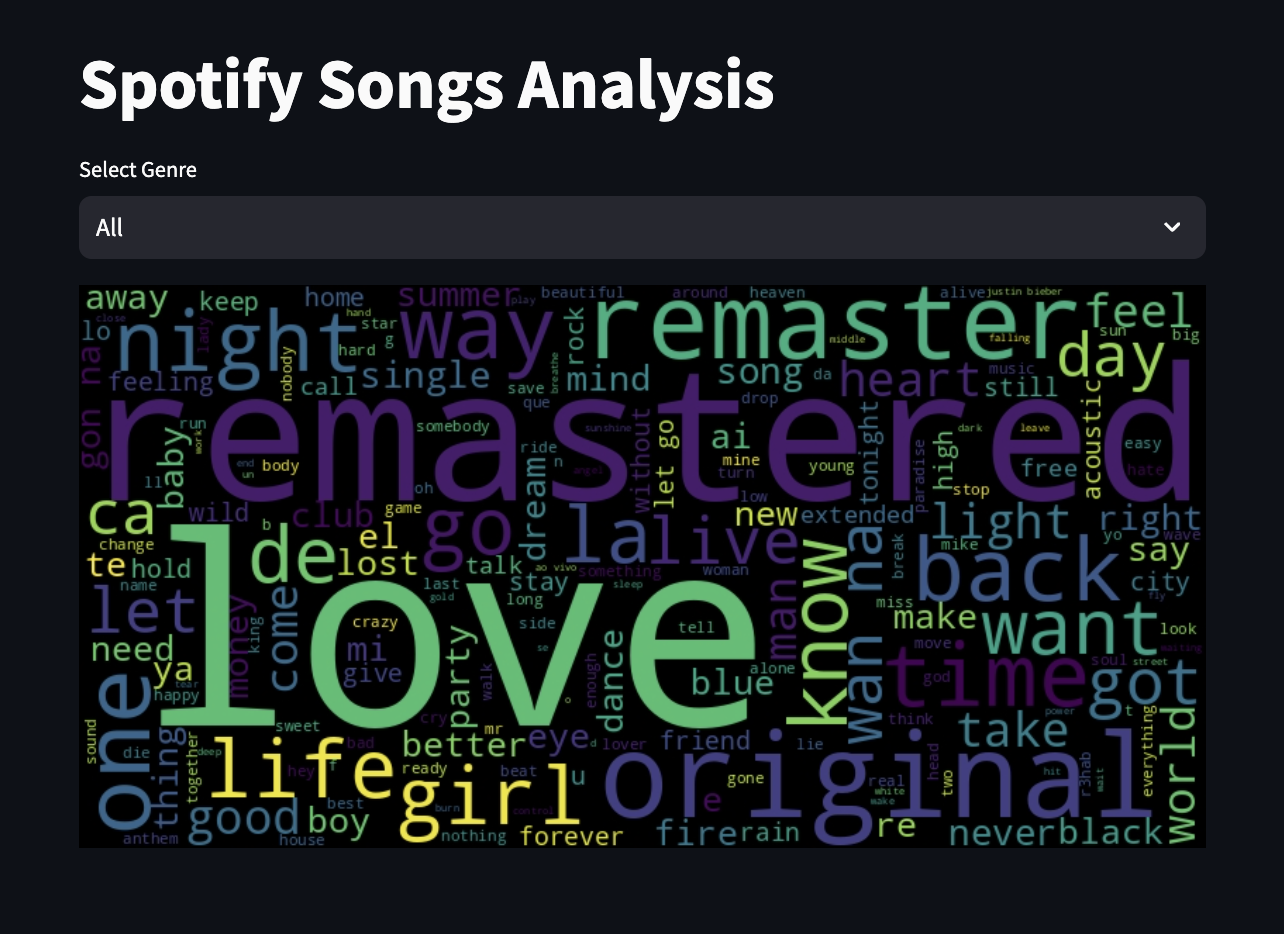 Spotify Songs Analysis
Select Genre
All
away
keep
home
summer
play
beautiful
around
heaven
alive
justin bieber
feel
close
lo
night
lady
hand
star
g
way
rock
remaster
middle
falling
sun
big
day
hard
nobody
call
single
breathe
save
mind
song
da
heart
music
still
gon na
feeling
que
drop
remastered
run
work
baby
ll
end
body
somebody
sunshine
ride
n
angel
dream
without
let go
ai
mine
turn
young
tonight
paradise
high
dark
leave
free
acoustic
easy
hate
oh
low
stop
ca
wild
b
club
game
go
la
live
new
extended
light
right
yo
wave
change
de
el
te
hold
lost
talk
ao vivo
something
woman
know
wan na
break
mike
back
say
name
last
stay
sleep
gold
long
city
fly
let
money
king
come
love
crazy
mi
give
party
side
se
tell
man
miss
make
want
look
waiting
need
ya
tear
happy
walk
enough
dance
blue
alone
move
god
time
soul
street
got
one
sweet
cry
mr
o
think
power
take
t
sound
die
thing
together
deep
life
bad
better
eye
d
lover
friend
lie
everything
world
hey
f
ready
beat
girl
u
original
gone
real
white
wake
head
two
hit
r3hab
wait
best
burn
control
e
good
boy
anthem
house
nothing
forever
fire
rain
re
never
black